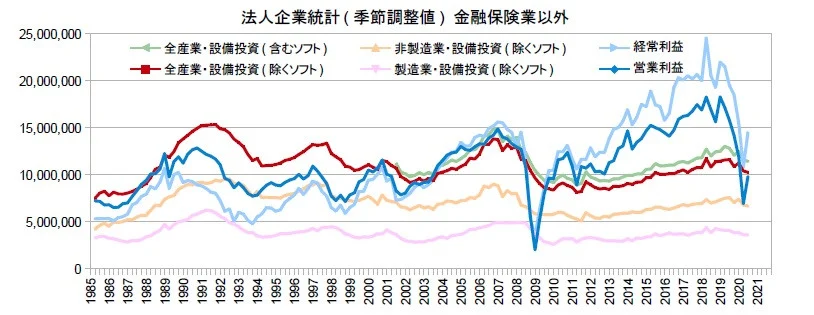 法人企業統計 ( 季節調整値 ) 金融保険業以外
全産業・設備投資 ( 含むソフト ) 非製造業・設備投資 ( 除くソフト ) 経常利益
全産業・設備投資 ( 除くソフト ) 製造業・設備投資 ( 除くソフト ) 営業利益
25,000,000
20,000,000
15,000,000
10,000,000
5,000,000
0
1985 1986 1987 1988 1989 1990 1991 1992 1993 1994 1995 1996 1997 1998 1999 2000 2001 2002 2003 2004 2005 2006 2007 2008 2009 2010 2011 2012 2013 2014 2015 2016 2017 2018 2019 2020 2021